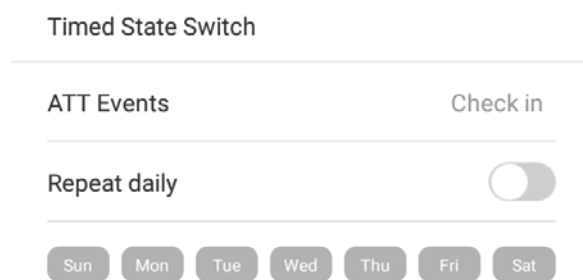 Timed State Switch
ATT Events Check in
Repeat daily
Sun Mon Tue Wed Thu Fri Sat